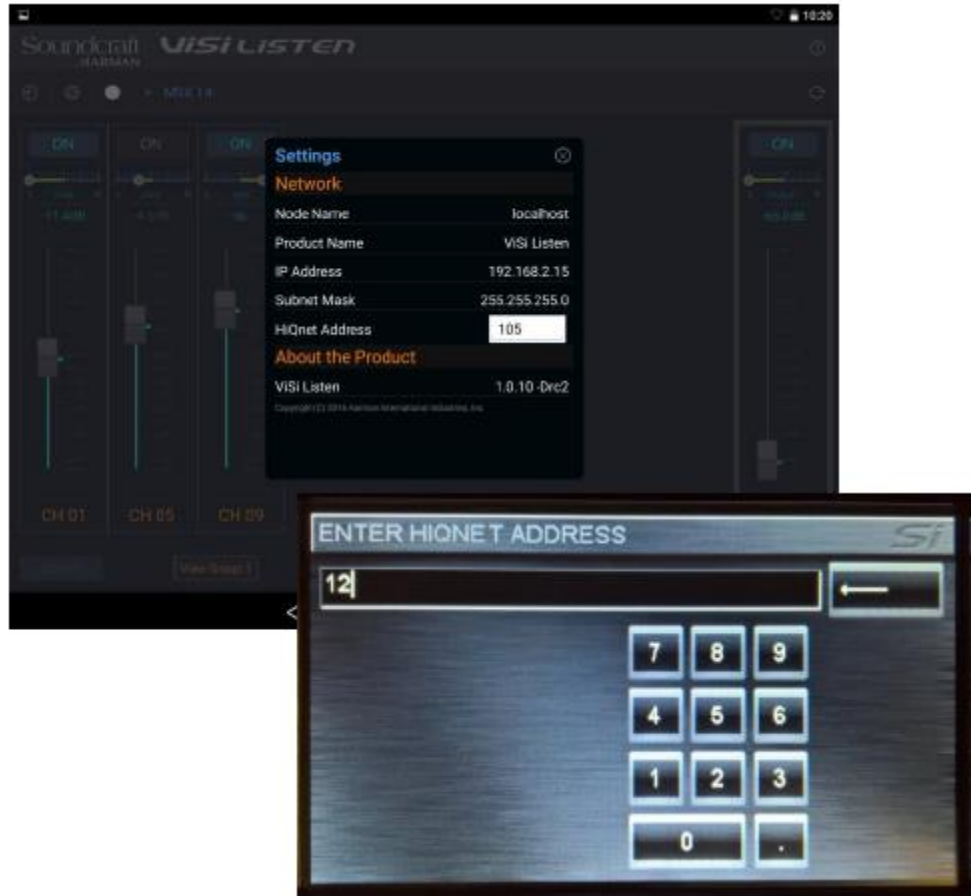 10:20
Soundcraft ViSi LiSTEN
HARMAN
ON ON ON ON
Settings
Network
Node Name localhost
Product Name ViSi Listen
IP Address 192.168.2.15
Subnet Mask 255.255.255.0
HiQnet Address 105
About the Product
ViSi Listen 1.0.10 -Drc2
CH 01 CH 05 CH 09
ENTER HIQNET ADDRESS Si
12
7 8 9
4 5 6
1 2 3
0 .